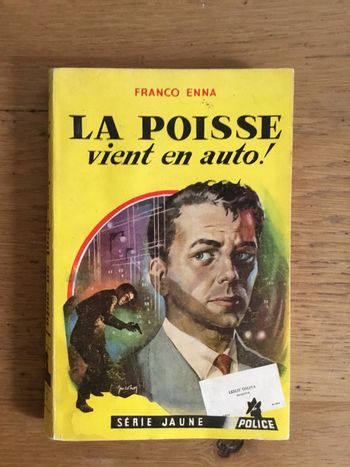 FRANCO ENNA
LA POISSE
vient en auto!
SÉRIE JAUNE
POLICE